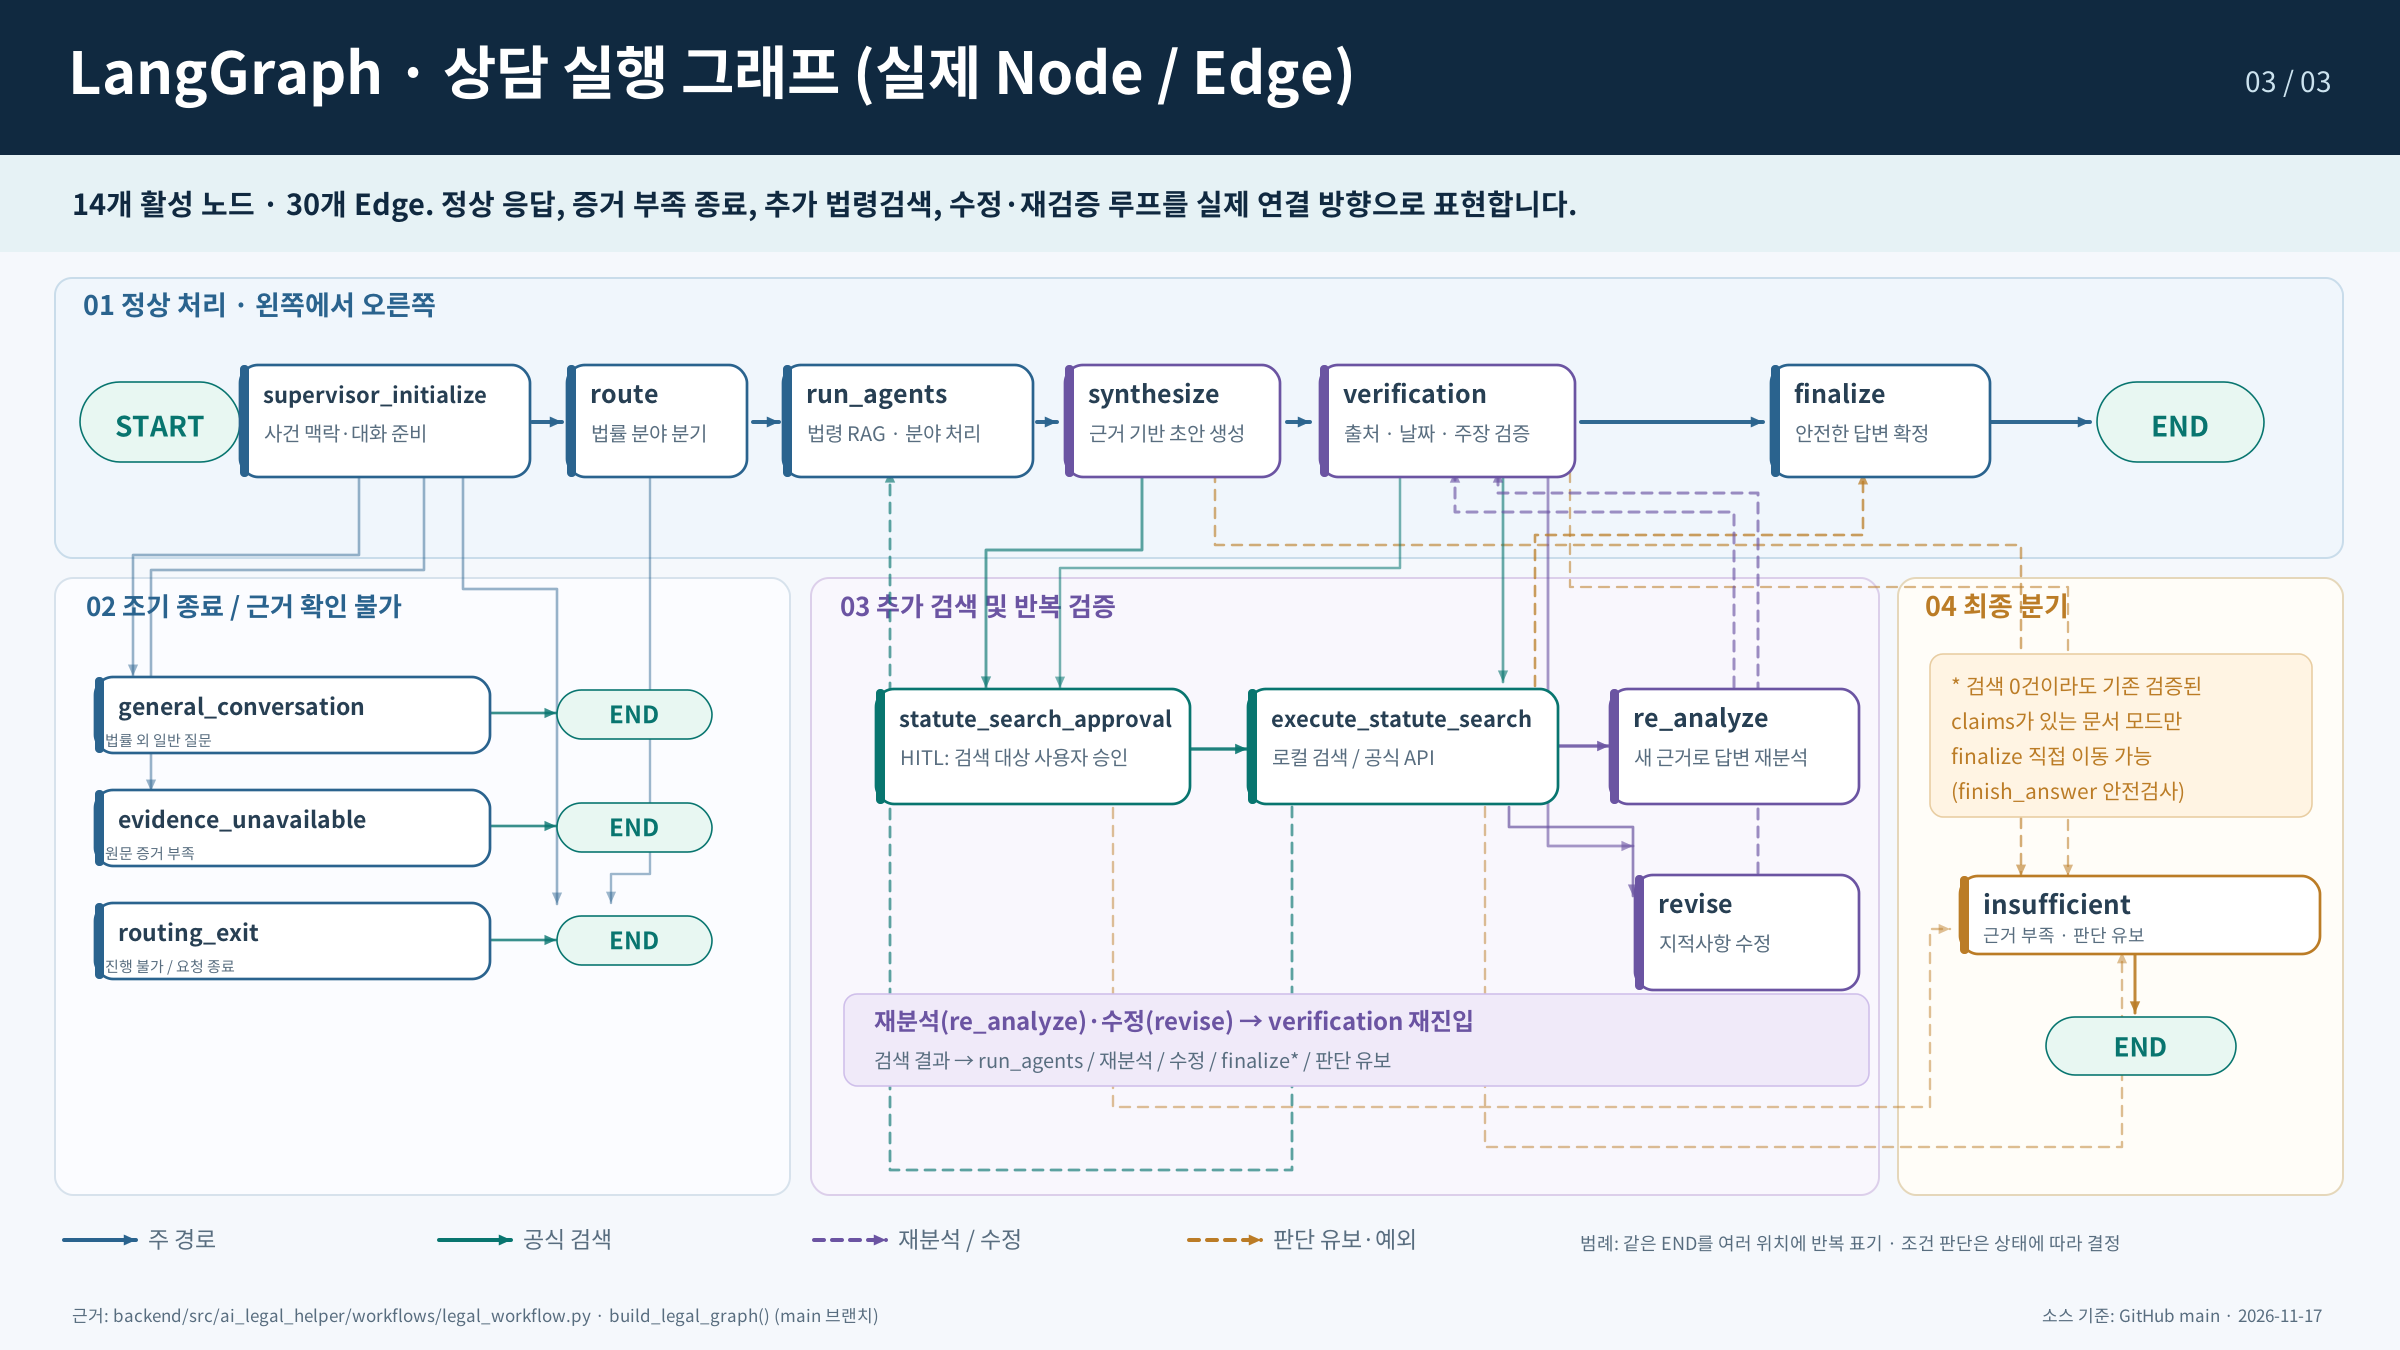 LangGraph · 상담 실행 그래프 (실제 Node / Edge)
03 / 03
14개 활성 노드 · 30개 Edge. 정상 응답, 증거 부족 종료, 추가 법령검색, 수정·재검증 루프를 실제 연결 방향으로 표현합니다.
01 정상 처리 · 왼쪽에서 오른쪽
START
supervisor_initialize
사건 맥락·대화 준비
route
법률 분야 분기
run_agents
법령 RAG · 분야 처리
synthesize
근거 기반 초안 생성
verification
출처 · 날짜 · 주장 검증
finalize
안전한 답변 확정
END
02 조기 종료 / 근거 확인 불가
general_conversation
법률 외 일반 질문
END
evidence_unavailable
원문 증거 부족
END
routing_exit
진행 불가 / 요청 종료
END
03 추가 검색 및 반복 검증
statute_search_approval
HITL: 검색 대상 사용자 승인
execute_statute_search
로컬 검색 / 공식 API
re_analyze
새 근거로 답변 재분석
revise
지적사항 수정
재분석(re_analyze)·수정(revise) → verification 재진입
검색 결과 → run_agents / 재분석 / 수정 / finalize* / 판단 유보
04 최종 분기
* 검색 0건이라도 기존 검증된
claims가 있는 문서 모드만
finalize 직접 이동 가능
(finish_answer 안전검사)
insufficient
근거 부족 · 판단 유보
END
주 경로
공식 검색
재분석 / 수정
판단 유보·예외
범례: 같은 END를 여러 위치에 반복 표기 · 조건 판단은 상태에 따라 결정
근거: backend/src/ai_legal_helper/workflows/legal_workflow.py · build_legal_graph() (main 브랜치)
소스 기준: GitHub main · 2026-11-17